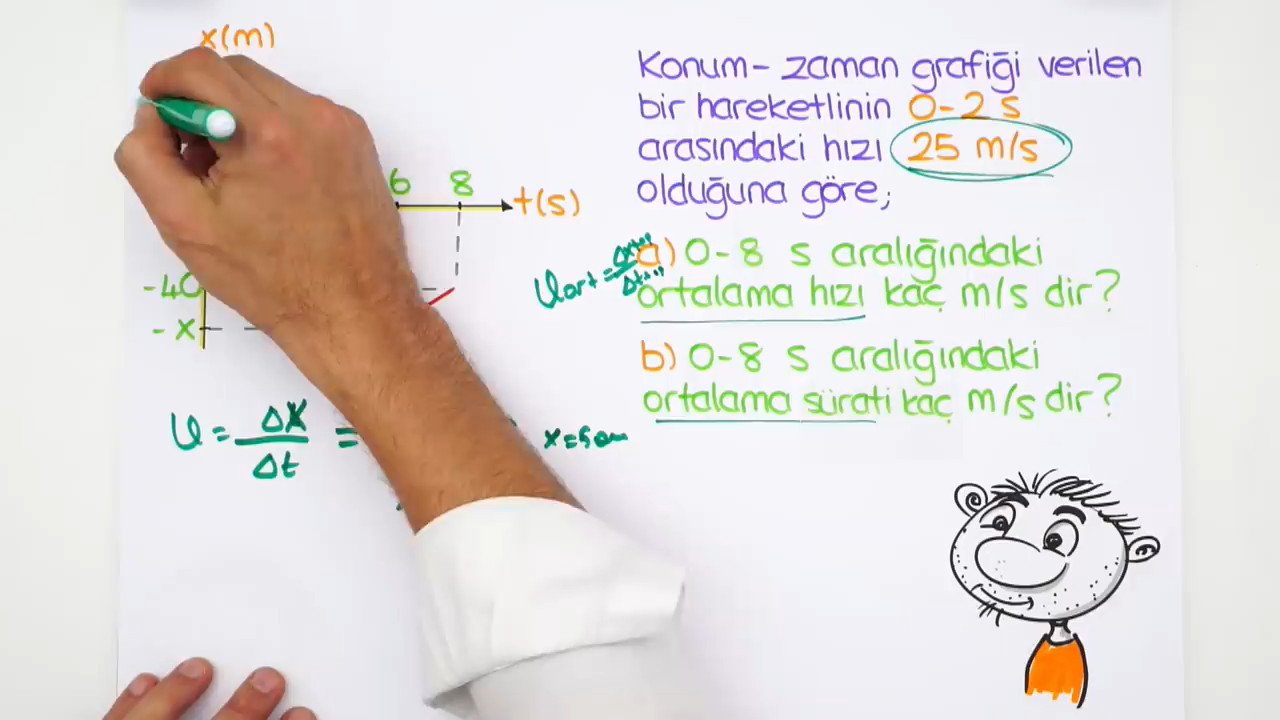 x(m)
6
8
t(s)
-40
-x
Konum-zaman grafiği verilen
bir hareketlinin 0-2 s
arasındaki hızı 25 m/s
olduğuna göre;
a) 0-8 s aralığındaki
ortalama hızı kaç m/s dir?
b) 0-8 s aralığındaki
ortalama sürati kaç m/s dir?
ϑ = Δx / Δt =